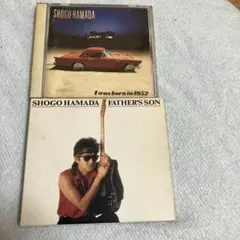 SHOGO HAMADA
I was born in 1952
SHOGO HAMADA FATHER'S SON